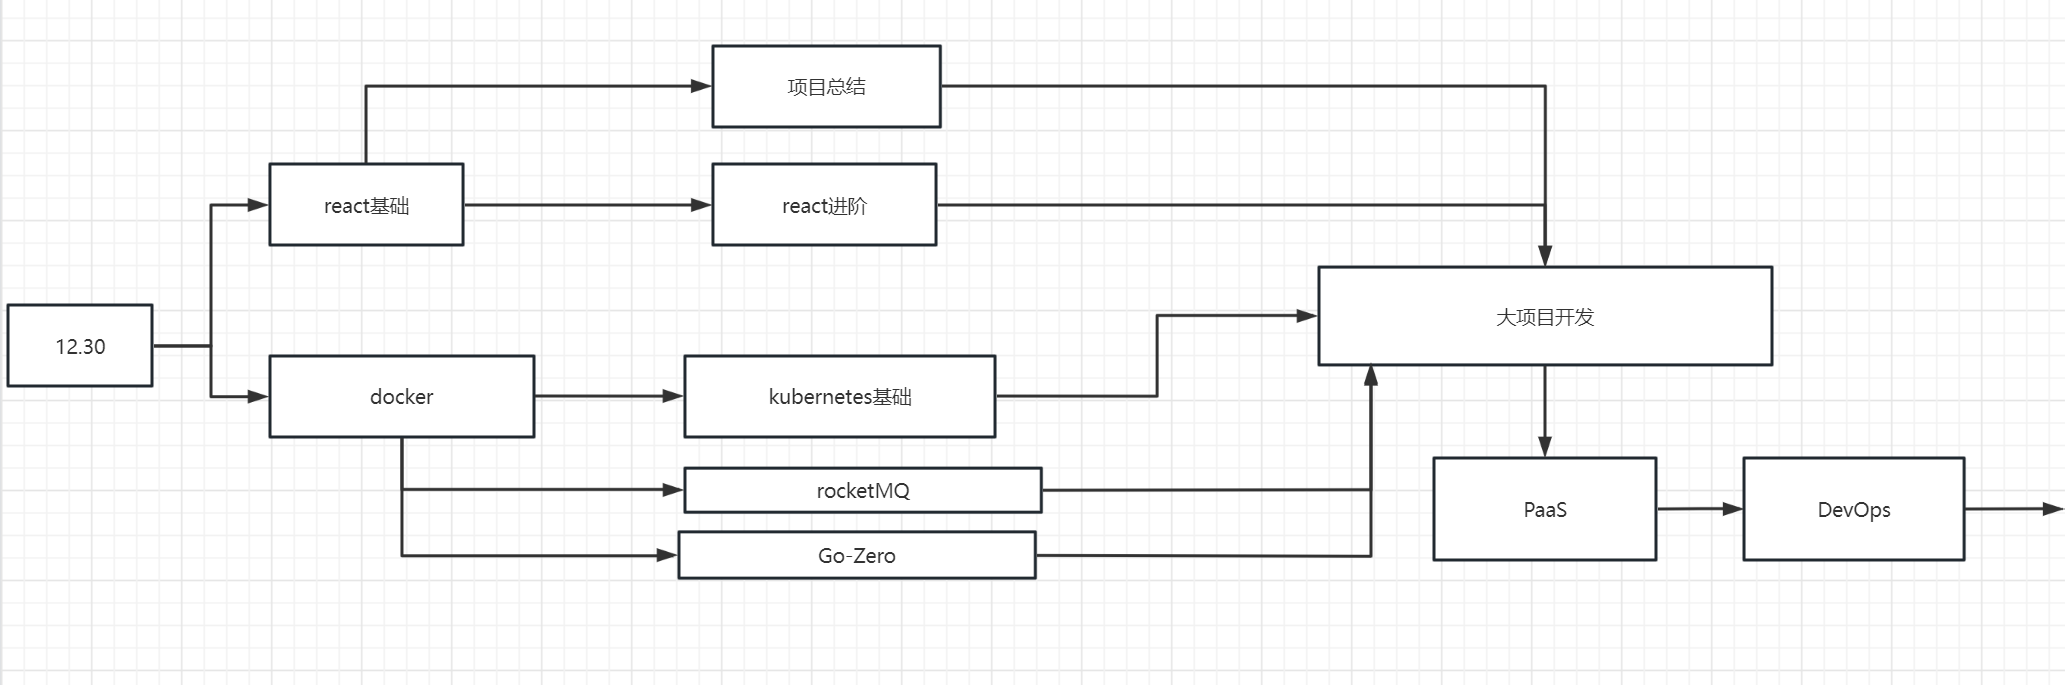 项目总结
react基础
react进阶
12.30
大项目开发
docker
kubernetes基础
rocketMQ
Go-Zero
PaaS
DevOps